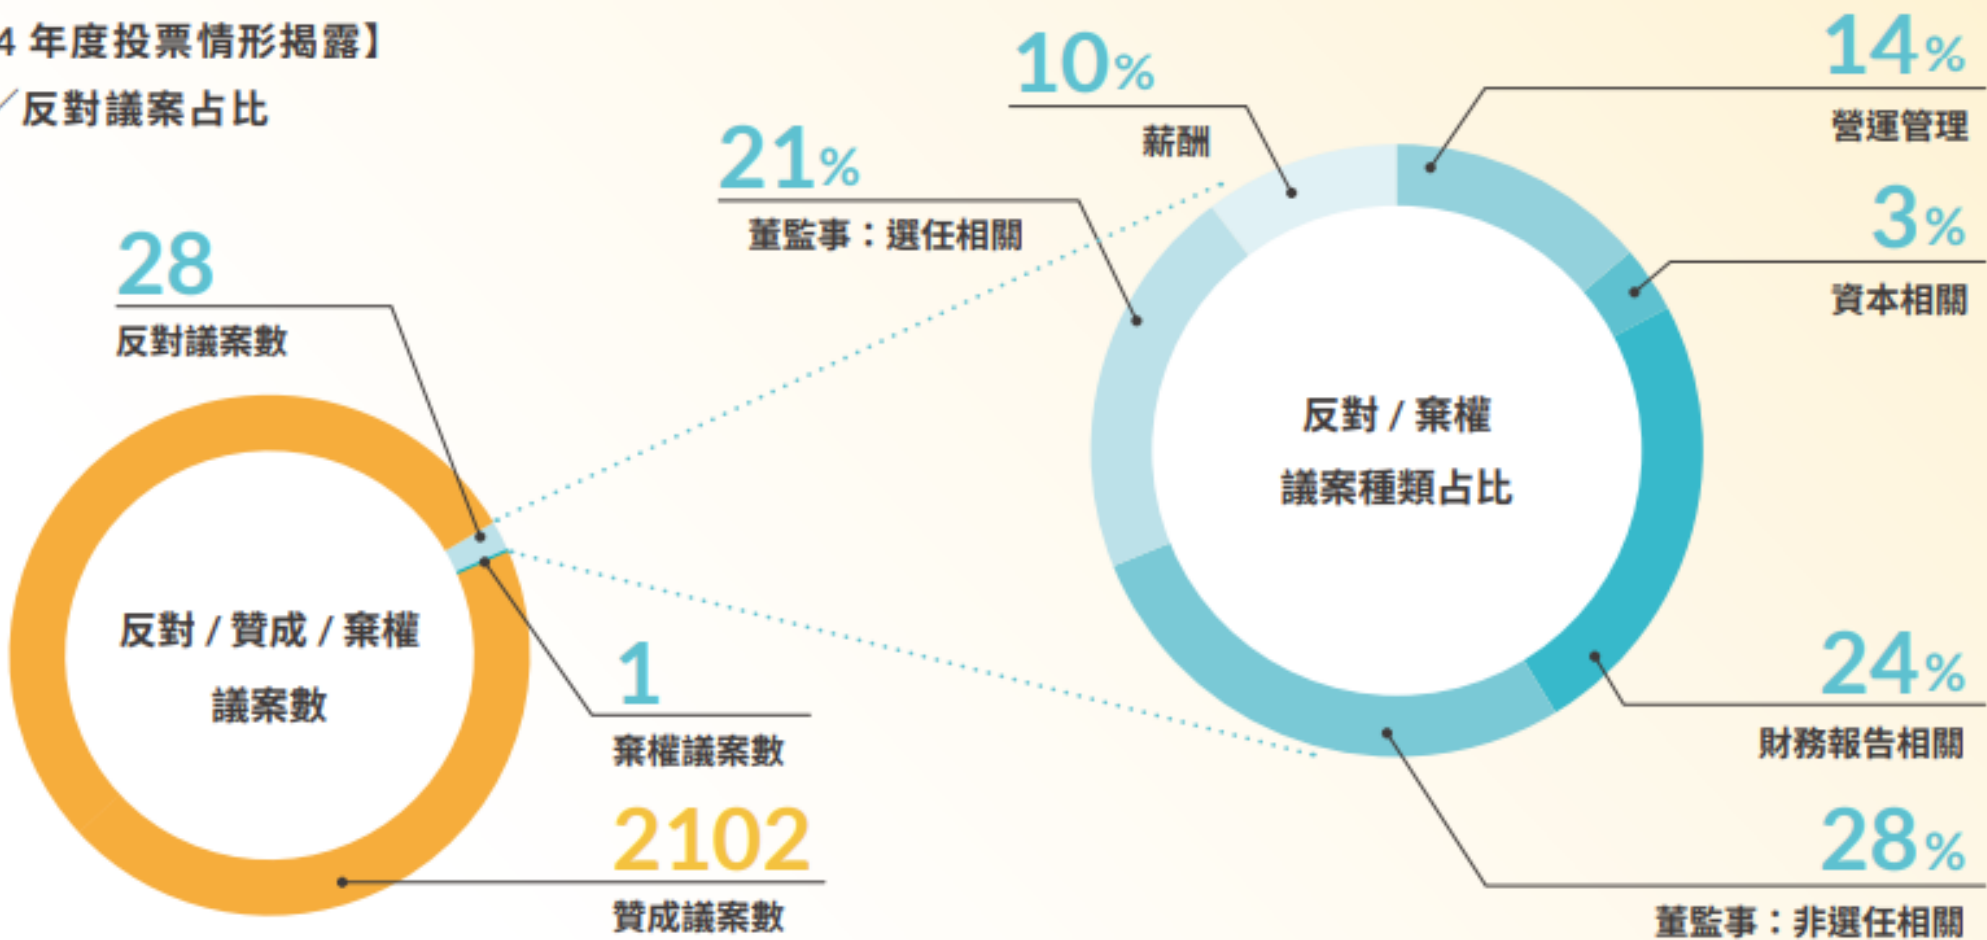 4 年度投票情形揭露】
／反對議案占比
28
反對議案數
反對 / 贊成 / 棄權
議案數
1
棄權議案數
2102
贊成議案數
10%
薪酬
21%
董監事：選任相關
反對 / 棄權
議案種類占比
14%
營運管理
3%
資本相關
24%
財務報告相關
28%
董監事：非選任相關